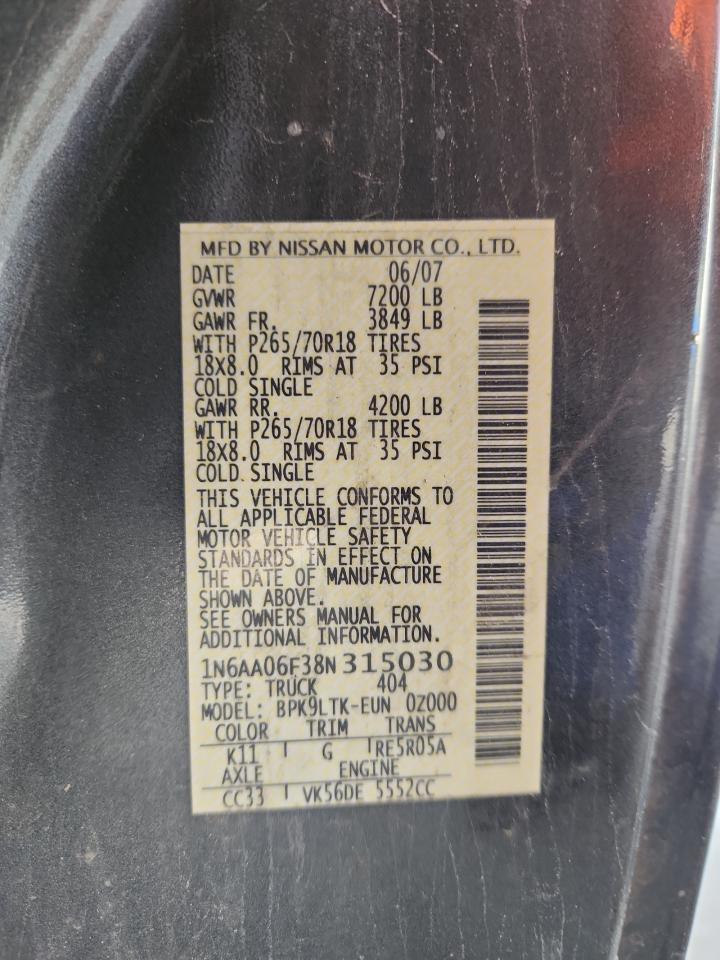 MFD BY NISSAN MOTOR CO., LTD.
DATE 06/07
GVWR 7200 LB
GAWR FR. 3849 LB
WITH P265/70R18 TIRES
18X8.0 RIMS AT 35 PSI
COLD SINGLE
GAWR RR. 4200 LB
WITH P265/70R18 TIRES
18X8.0 RIMS AT 35 PSI
COLD SINGLE
THIS VEHICLE CONFORMS TO
ALL APPLICABLE FEDERAL
MOTOR VEHICLE SAFETY
STANDARDS IN EFFECT ON
THE DATE OF MANUFACTURE
SHOWN ABOVE.
SEE OWNERS MANUAL FOR
ADDITIONAL INFORMATION.
1N6AA06F38N315030
TYPE: TRUCK 404
MODEL: BPK9LTK-EUN 0Z000
COLOR TRIM TRANS
K11 G RE5R05A
AXLE ENGINE
CC33 VK56DE 5552CC